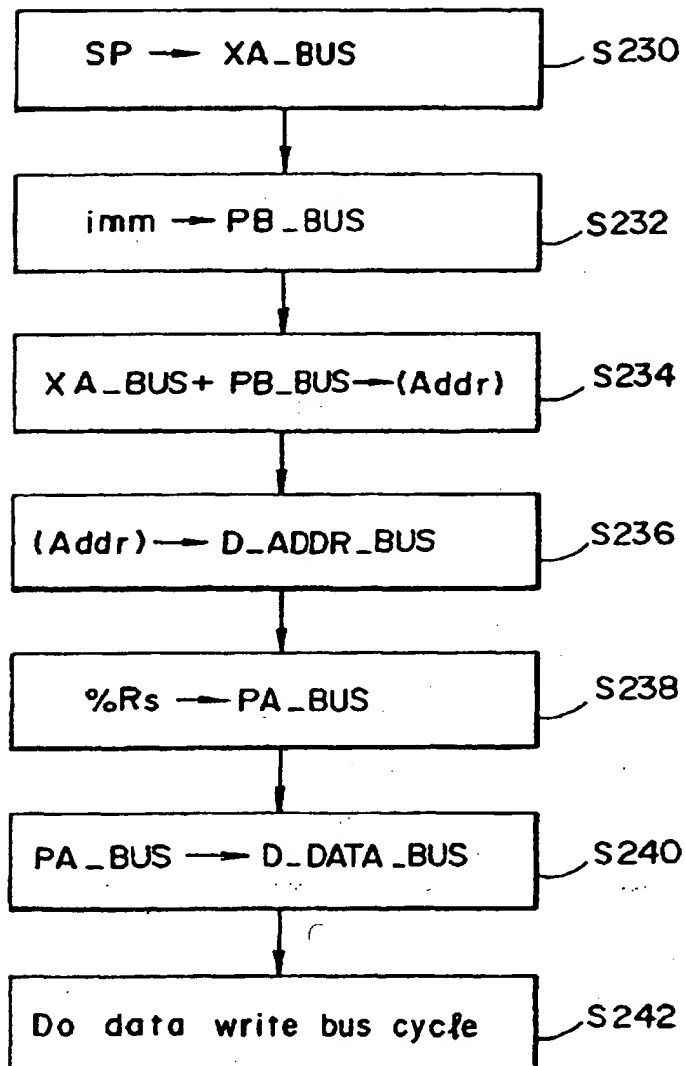 SP → XA_BUS S230
imm → PB_BUS S232
XA_BUS+ PB_BUS→(Addr) S234
(Addr) → D_ADDR_BUS S236
%Rs → PA_BUS S238
PA_BUS → D_DATA_BUS S240
Do data write bus cycle S242